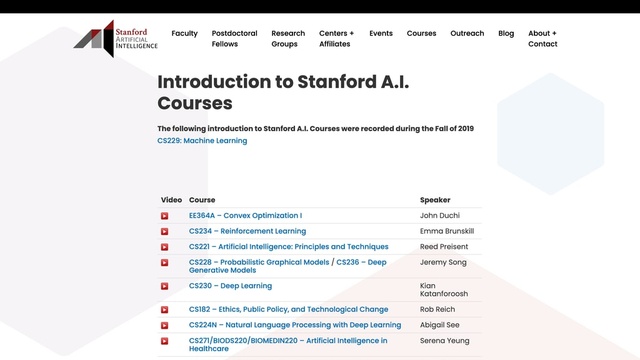 Stanford
ARTIFICIAL
INTELLIGENCE
Faculty
Postdoctoral
Fellows
Research
Groups
Centers +
Affiliates
Events
Courses
Outreach
Blog
About +
Contact
Introduction to Stanford A.I.
Courses
The following introduction to Stanford A.I. Courses were recorded during the Fall of 2019
CS229: Machine Learning
Video Course Speaker
EE364A – Convex Optimization I John Duchi
CS234 – Reinforcement Learning Emma Brunskill
CS221 – Artificial Intelligence: Principles and Techniques Reed Preisent
CS228 – Probabilistic Graphical Models / CS236 – Deep Jeremy Song
Generative Models
CS230 – Deep Learning Kian
Katanforoosh
CS182 – Ethics, Public Policy, and Technological Change Rob Reich
CS224N – Natural Language Processing with Deep Learning Abigail See
CS271/BIODS220/BIOMEDIN220 – Artificial Intelligence in Serena Yeung
Healthcare